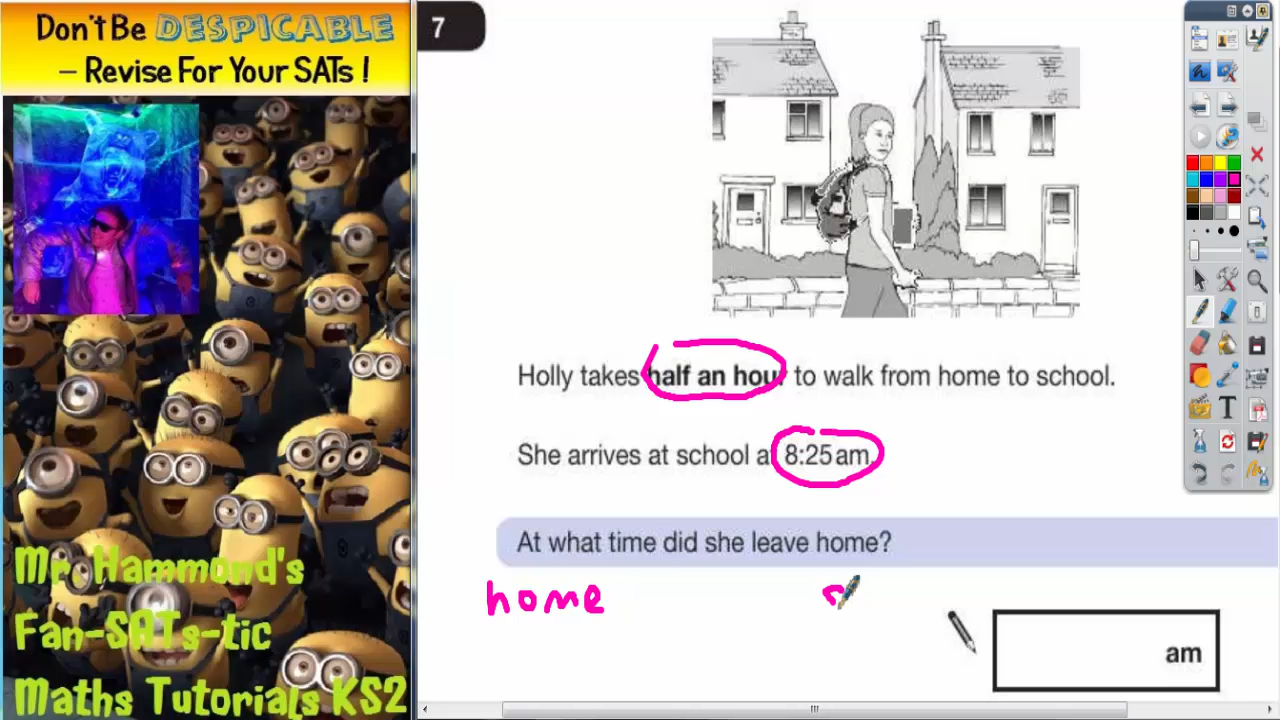 Don't Be DESPICABLE
– Revise For Your SATs !
Mr. Hammond's
Fan-SATs-tic
Maths Tutorials KS2
7
Holly takes half an hour to walk from home to school.
She arrives at school at 8:25 am.
At what time did she leave home?
home
am